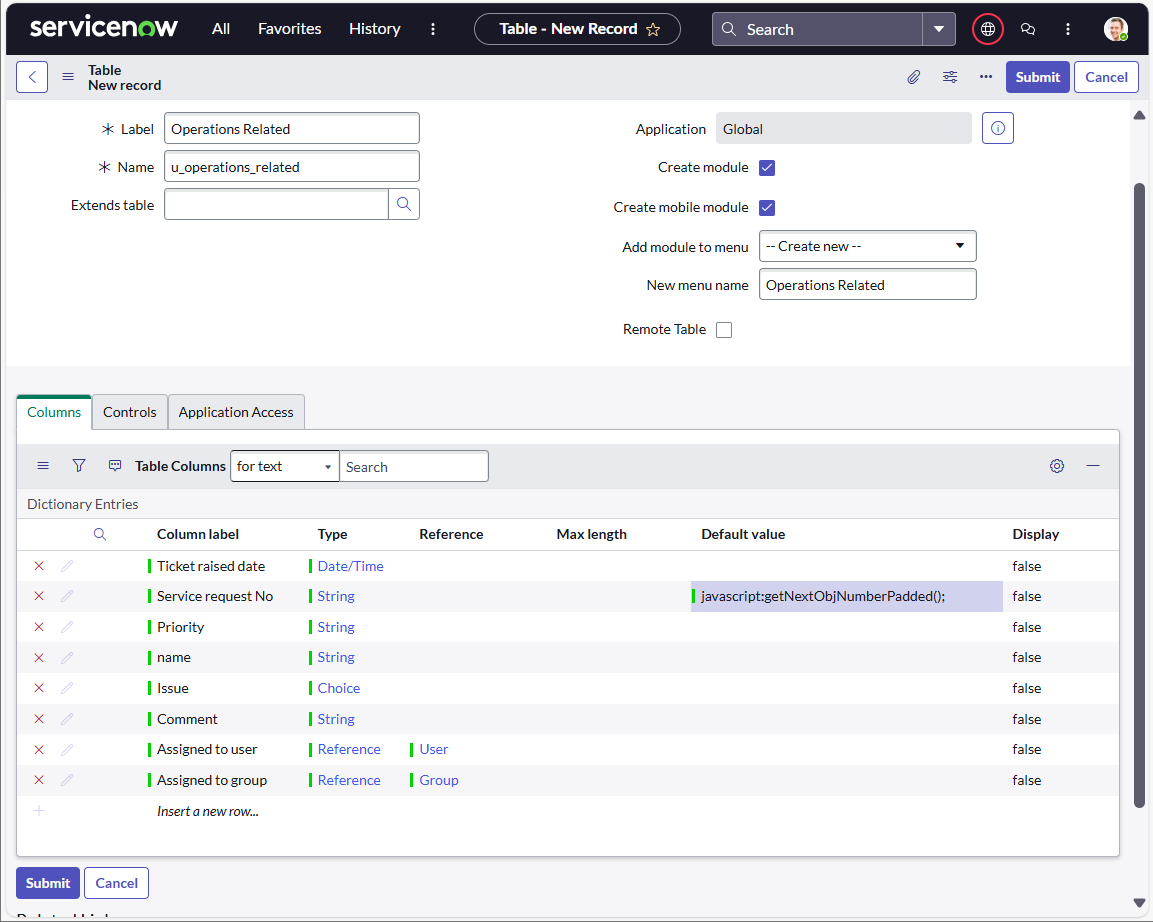 servicenow All Favorites History Table - New Record Search
Table
New record
Submit Cancel
Label Operations Related
Name u_operations_related
Extends table
Application Global
Create module
Create mobile module
Add module to menu -- Create new --
New menu name Operations Related
Remote Table
Columns Controls Application Access
Table Columns for text Search
Dictionary Entries
Column label Type Reference Max length Default value Display
Ticket raised date Date/Time false
Service request No String javascript:getNextObjNumberPadded(); false
Priority String false
name String false
Issue Choice false
Comment String false
Assigned to user Reference User false
Assigned to group Reference Group false
Insert a new row...
Submit Cancel